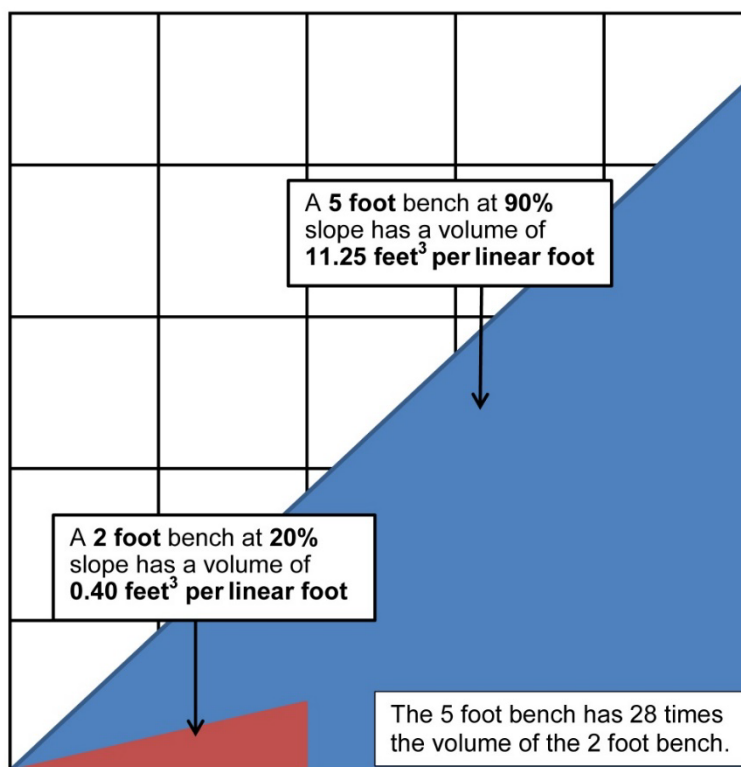 A 5 foot bench at 90%
slope has a volume of
11.25 feet³ per linear foot
A 2 foot bench at 20%
slope has a volume of
0.40 feet³ per linear foot
The 5 foot bench has 28 times
the volume of the 2 foot bench.